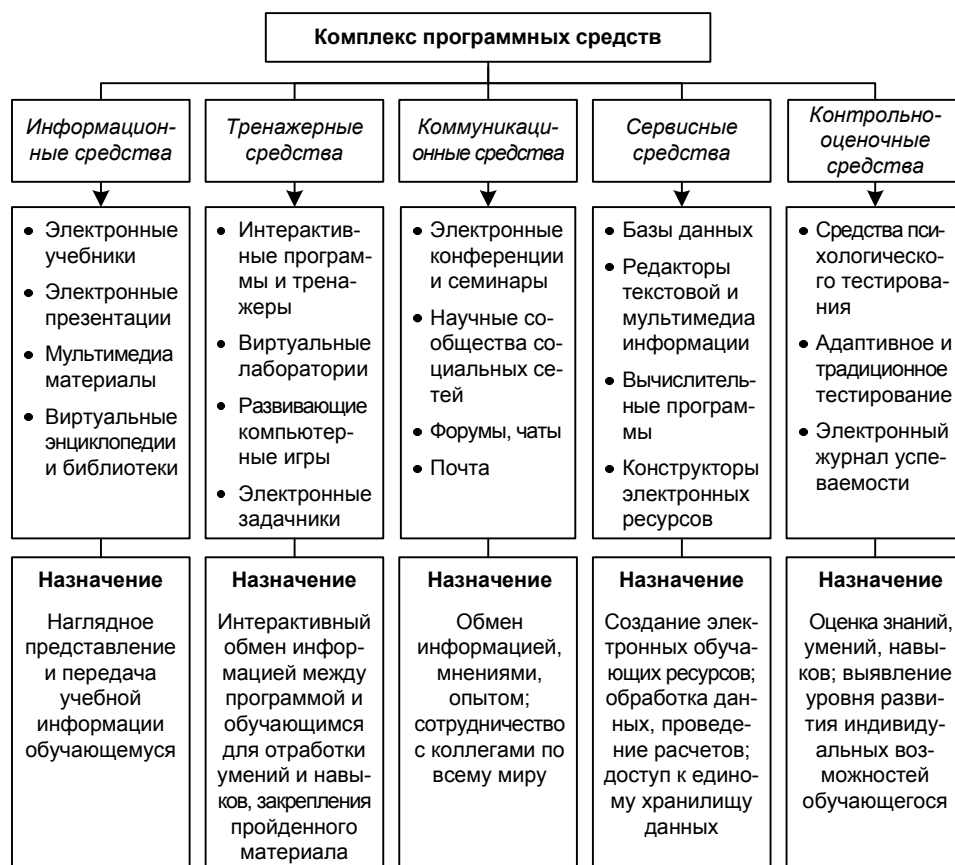 Комплекс программных средств
Информацион-
ные средства
Тренажерные
средства
Коммуникаци-
онные средства
Сервисные
средства
Контрольно-
оценочные
средства
• Электронные
учебники
• Электронные
презентации
• Мультимедиа
материалы
• Виртуальные
энциклопедии
и библиотеки
• Интерактив-
ные програм-
мы и трена-
жеры
• Виртуальные
лаборатории
• Развивающие
компьютер-
ные игры
• Электронные
задачники
• Электронные
конференции
и семинары
• Научные со-
общества со-
циальных се-
тей
• Форумы, чаты
• Почта
• Базы данных
• Редакторы
текстовой и
мультимедиа
информации
• Вычислитель-
ные програм-
мы
• Конструкторы
электронных
ресурсов
• Средства пси-
хологическо-
го тестирова-
ния
• Адаптивное и
традиционное
тестирование
• Электронный
журнал успе-
ваемости
Назначение
Наглядное
представление
и передача
учебной
информации
обучающемуся
Назначение
Интерактивный
обмен инфор-
мацией между
программой и
обучающимся
для отработки
умений и навы-
ков, закрепления
пройденного
материала
Назначение
Обмен
информацией,
мнениями,
опытом;
сотрудничество
с коллегами по
всему миру
Назначение
Создание элек-
тронных обуча-
ющих ресурсов;
обработка дан-
ных, проведе-
ние расчетов;
доступ к едино-
му хранилищу
данных
Назначение
Оценка знаний,
умений, навы-
ков; выявление
уровня разви-
тия индивиду-
альных воз-
можностей
обучающегося